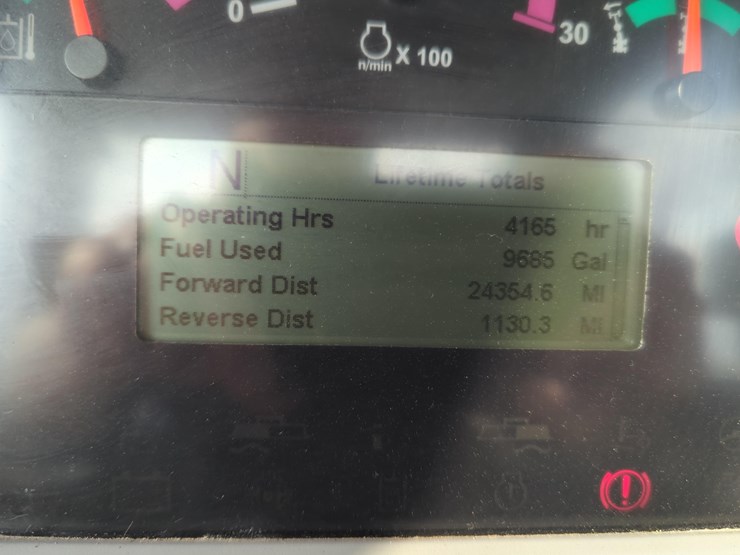 0
30
n/min X 100
N Lifetime Totals
Operating Hrs 4165 hr
Fuel Used 9685 Gal
Forward Dist 24354.6 MI
Reverse Dist 1130.3 MI